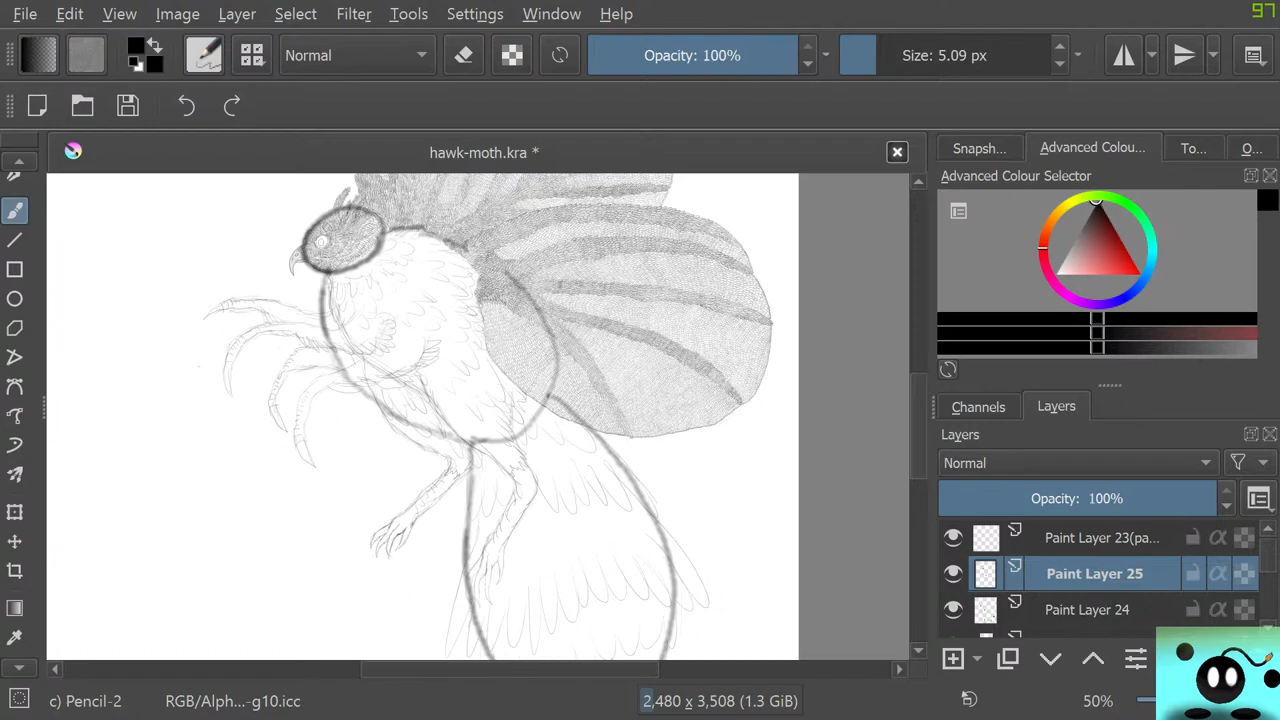 97
File Edit View Image Layer Select Filter Tools Settings Window Help
Normal Opacity: 100% Size: 5.09 px
hawk-moth.kra *
Snapsh... Advanced Colou... To... O...
Advanced Colour Selector
Channels Layers
Layers
Normal
Opacity: 100%
Paint Layer 23(pa...
Paint Layer 25
Paint Layer 24
c) Pencil-2 RGB/Alph...-g10.icc 2,480 x 3,508 (1.3 GiB) 50%